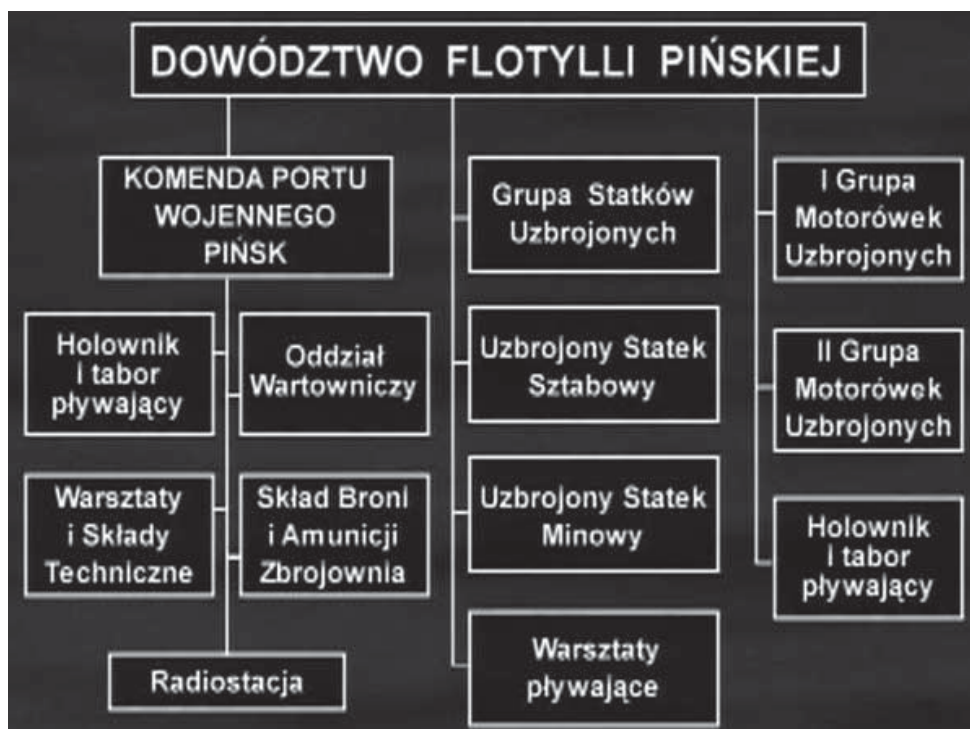 DOWÓDZTWO FLOTYLLI PIŃSKIEJ
KOMENDA PORTU
WOJENNEGO
PIŃSK
Holownik
i tabor
pływający
Oddział
Wartowniczy
Warsztaty
i Składy
Techniczne
Skład Broni
i Amunicji
Zbrojownia
Radiostacja
Grupa Statków
Uzbrojonych
Uzbrojony Statek
Sztabowy
Uzbrojony Statek
Minowy
Warsztaty
pływające
I Grupa
Motorówek
Uzbrojonych
II Grupa
Motorówek
Uzbrojonych
Holownik
i tabor
pływający